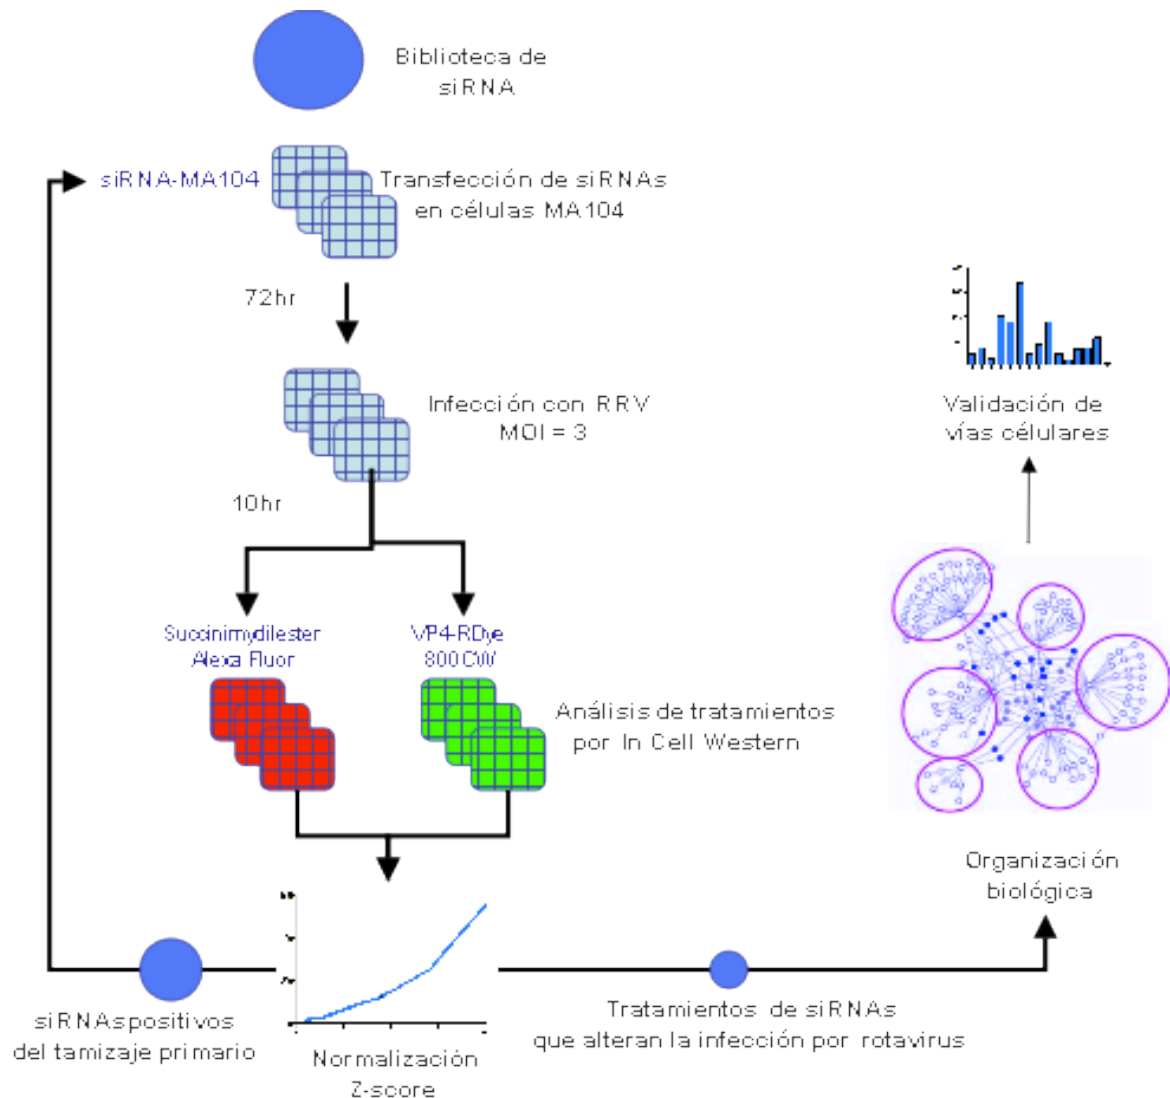 Biblioteca de
siRNA
siRNA-MA104
Transfección de siRNAs
en células MA104
72hr
Infección con RRV
MOI = 3
10hr
Succinimydilester
Alexa Fluor
VP4-RDye
800CW
Análisis de tratamientos
por In Cell Western
Validación de
vías célulares
Organización
biológica
siRNAs positivos
del tamizaje primario
Normalización
Z-score
Tratamientos de siRNAs
que alteran la infección por rotavirus